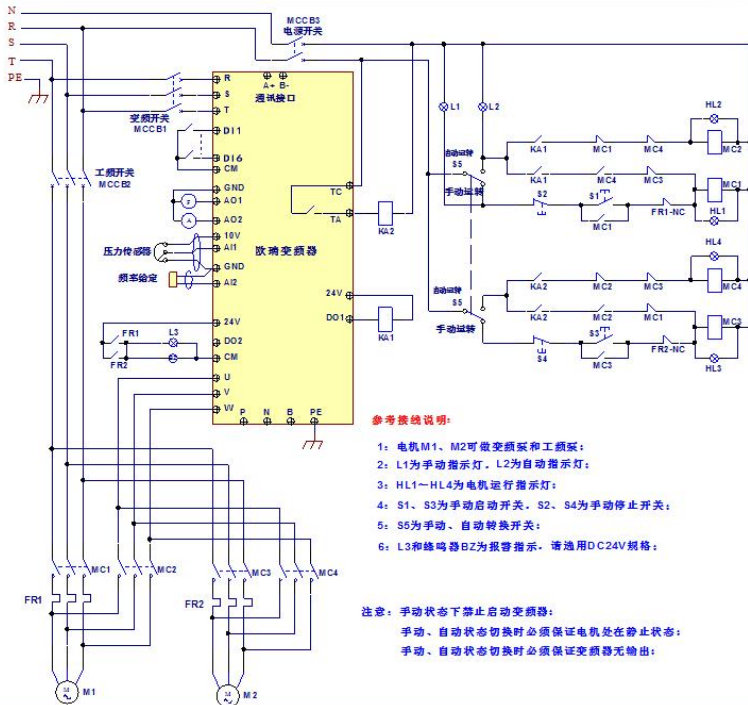 N
R
S
T
PE
MCCB3
电源开关
变频开关
MCCB1
工频开关
MCCB2
R
S
T
A+ B-
通讯接口
DI1
DI6
CM
GND
AO1
AO2
10V
AI1
GND
AI2
F
A
压力传感器
频率给定
欧瑞变频器
TC
TA
KA2
24V
DO1
KA1
24V
DO2
CM
U
V
W
P
N
B
PE
FR1
FR2
L3
L1
L2
自动运转
S5
手动运转
KA1
MC1
MC4
HL2
MC2
KA1
MC4
MC3
MC1
S2
S1
MC1
FR1-NC
HL1
自动运转
S5
手动运转
KA2
MC2
MC3
HL4
MC4
KA2
MC2
MC1
MC3
S4
S3
MC3
FR2-NC
HL3
MC1
MC2
MC3
MC4
FR1
FR2
M
M1
M
M2
参考接线说明:
1: 电机M1、M2可做变频泵和工频泵;
2: L1为手动指示灯，L2为自动指示灯;
3: HL1～HL4为电机运行指示灯;
4: S1、S3为手动启动开关，S2、S4为手动停止开关;
5: S5为手动、自动转换开关;
6: L3和蜂鸣器BZ为报警指示，请选用DC24V规格;
注意: 手动状态下禁止启动变频器;
手动、自动状态切换时必须保证电机处在静止状态;
手动、自动状态切换时必须保证变频器无输出;